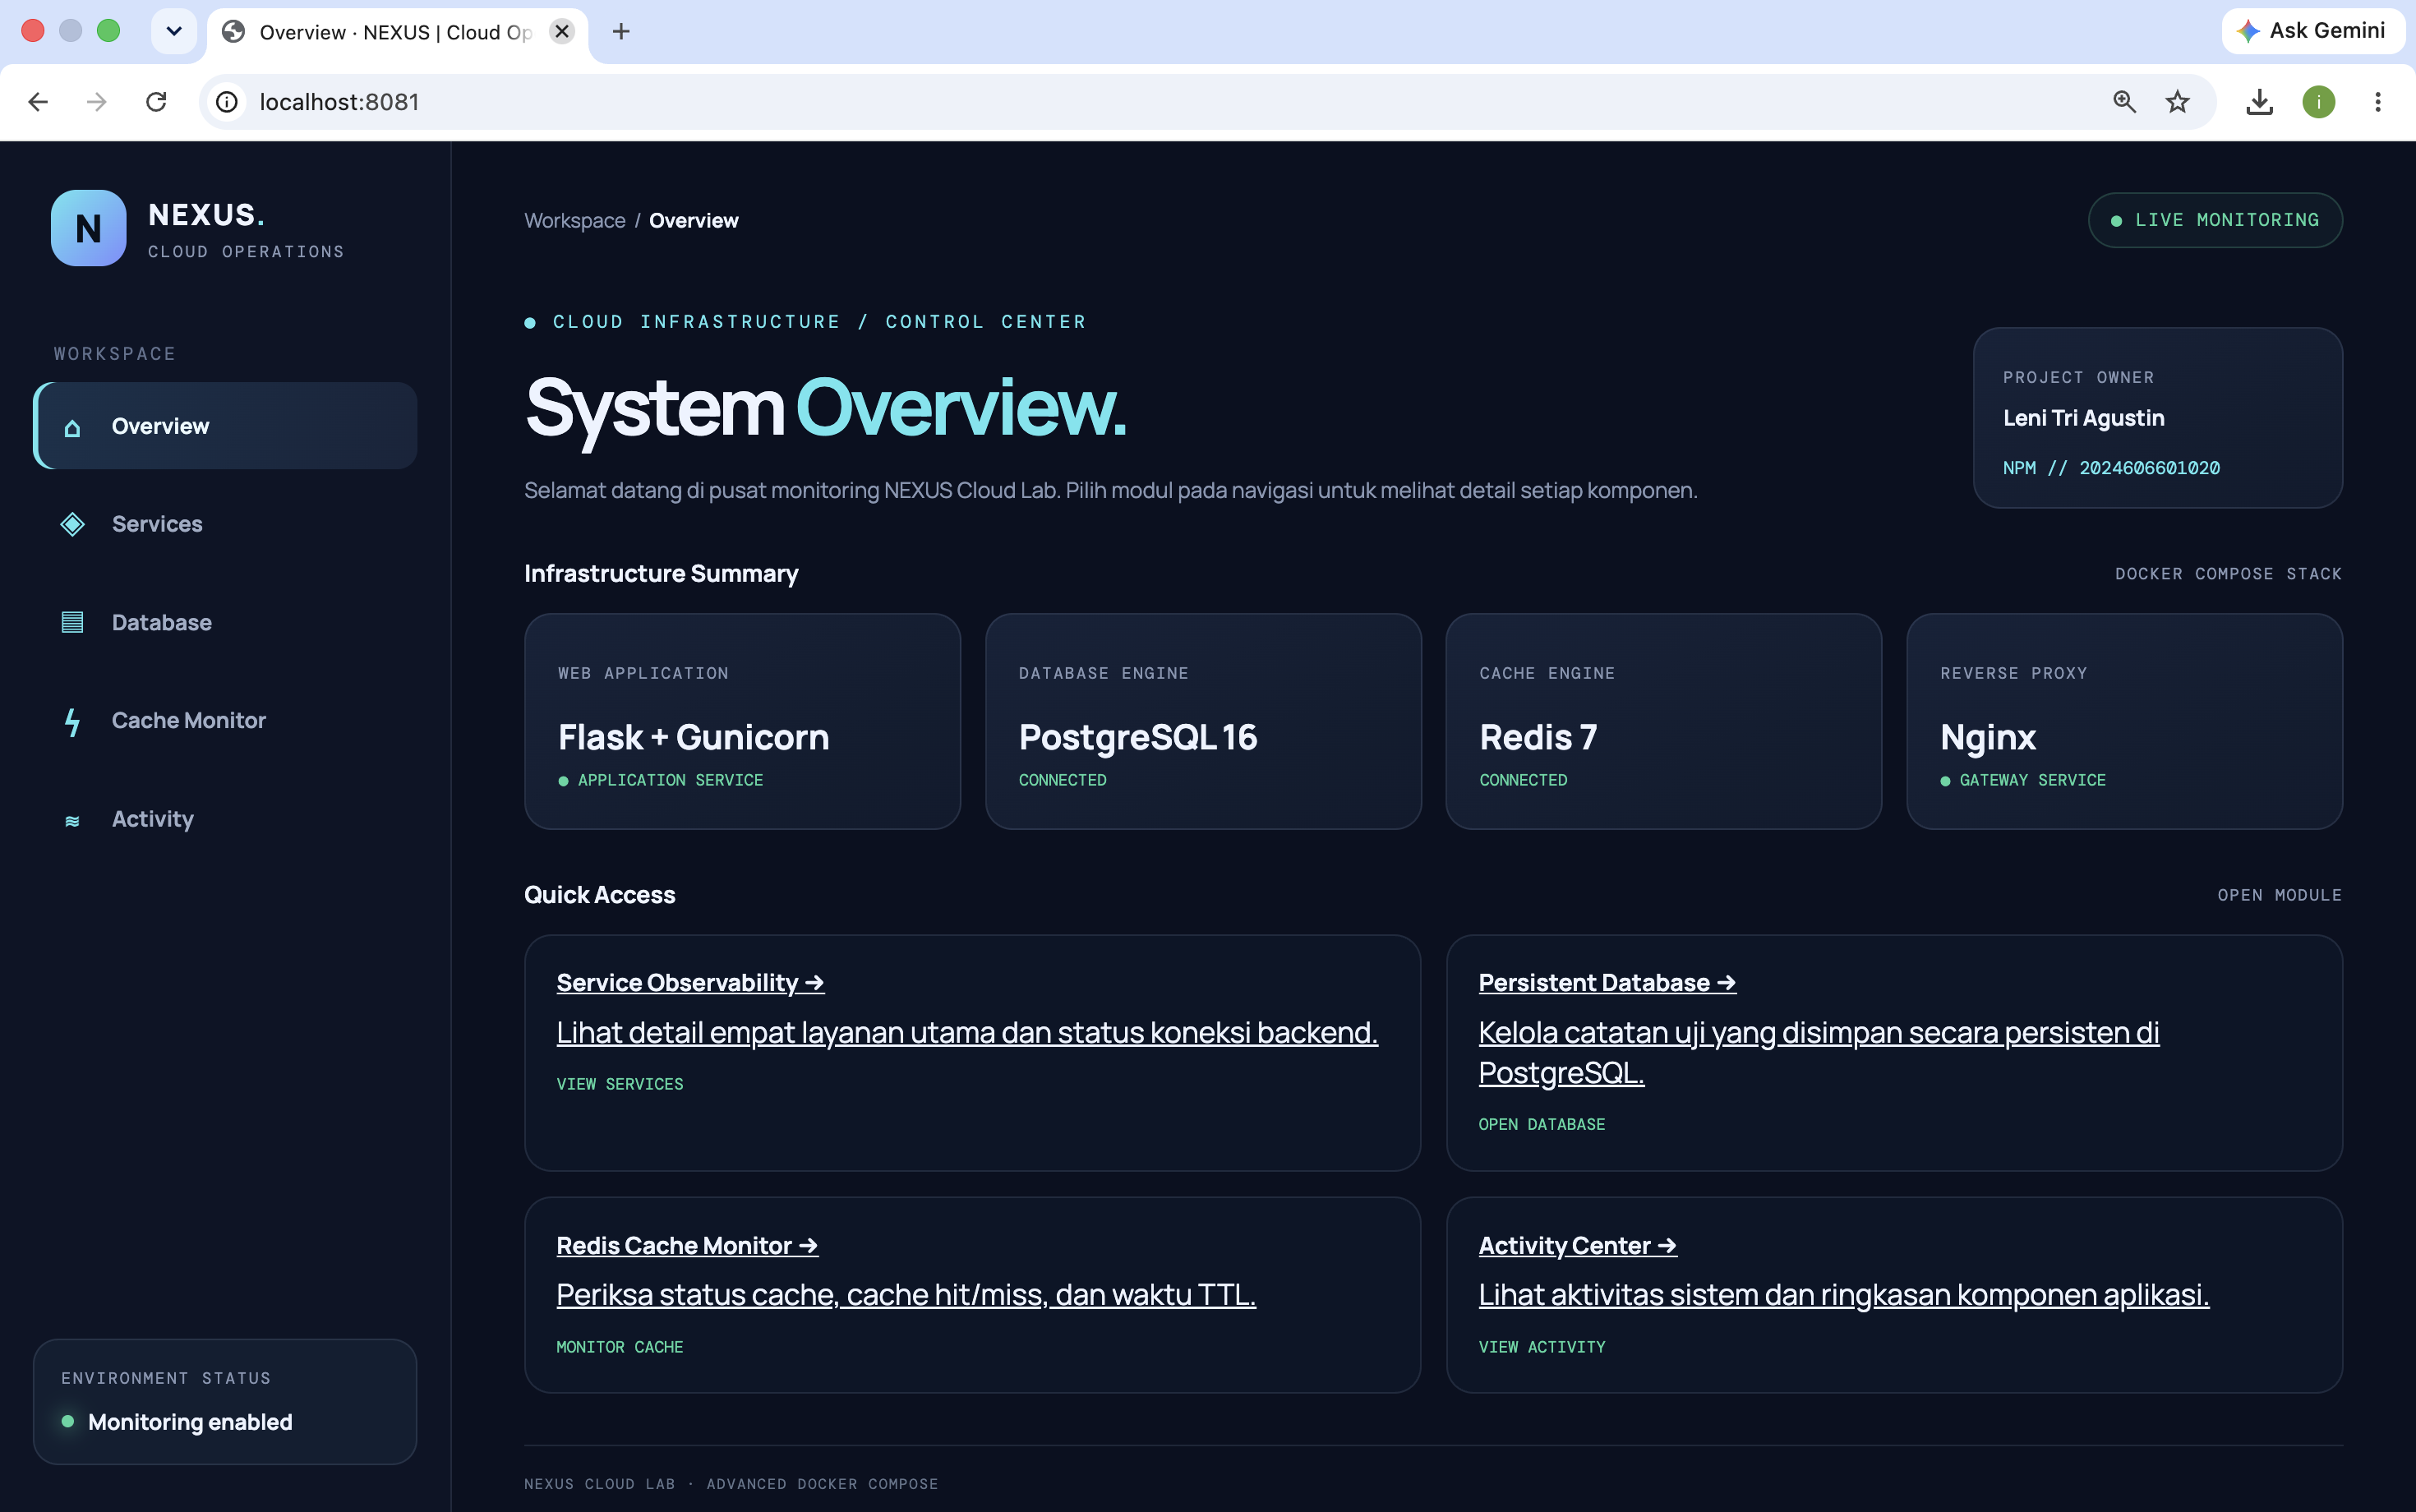 Overview · NEXUS | Cloud Op
Ask Gemini
localhost:8081
i
N
NEXUS.
CLOUD OPERATIONS
WORKSPACE
Overview
Services
Database
Cache Monitor
Activity
ENVIRONMENT STATUS
Monitoring enabled
Workspace / Overview
LIVE MONITORING
CLOUD INFRASTRUCTURE / CONTROL CENTER
System Overview.
Selamat datang di pusat monitoring NEXUS Cloud Lab. Pilih modul pada navigasi untuk melihat detail setiap komponen.
PROJECT OWNER
Leni Tri Agustin
NPM // 2024606601020
Infrastructure Summary
DOCKER COMPOSE STACK
WEB APPLICATION
Flask + Gunicorn
APPLICATION SERVICE
DATABASE ENGINE
PostgreSQL 16
CONNECTED
CACHE ENGINE
Redis 7
CONNECTED
REVERSE PROXY
Nginx
GATEWAY SERVICE
Quick Access
OPEN MODULE
Service Observability →
Lihat detail empat layanan utama dan status koneksi backend.
VIEW SERVICES
Persistent Database →
Kelola catatan uji yang disimpan secara persisten di
PostgreSQL.
OPEN DATABASE
Redis Cache Monitor →
Periksa status cache, cache hit/miss, dan waktu TTL.
MONITOR CACHE
Activity Center →
Lihat aktivitas sistem dan ringkasan komponen aplikasi.
VIEW ACTIVITY
NEXUS CLOUD LAB · ADVANCED DOCKER COMPOSE